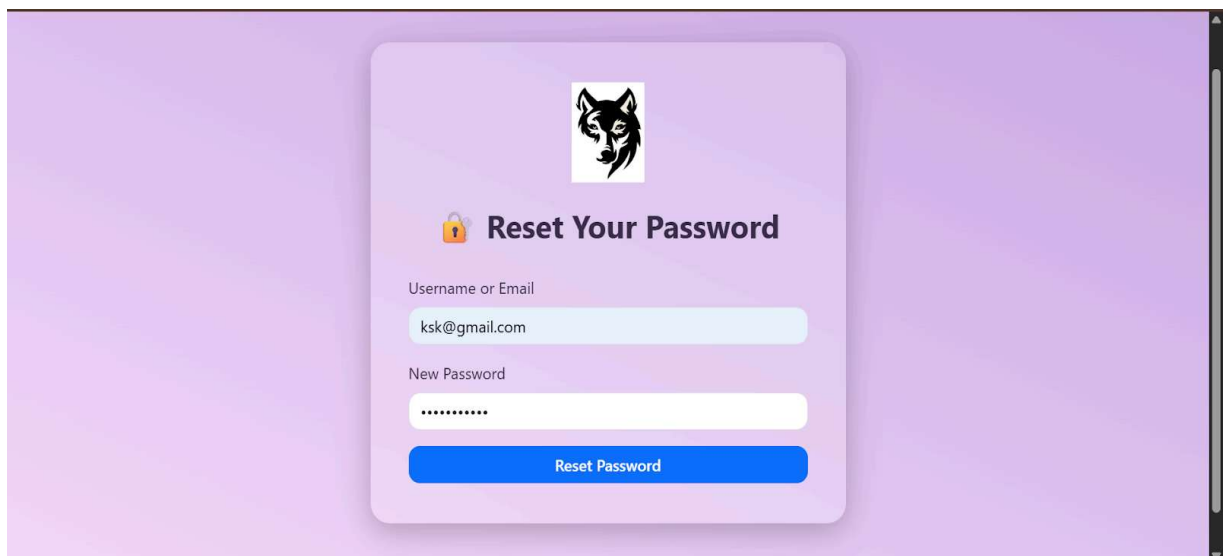 🔐 Reset Your Password
Username or Email
ksk@gmail.com
New Password
•••••••••••
Reset Password